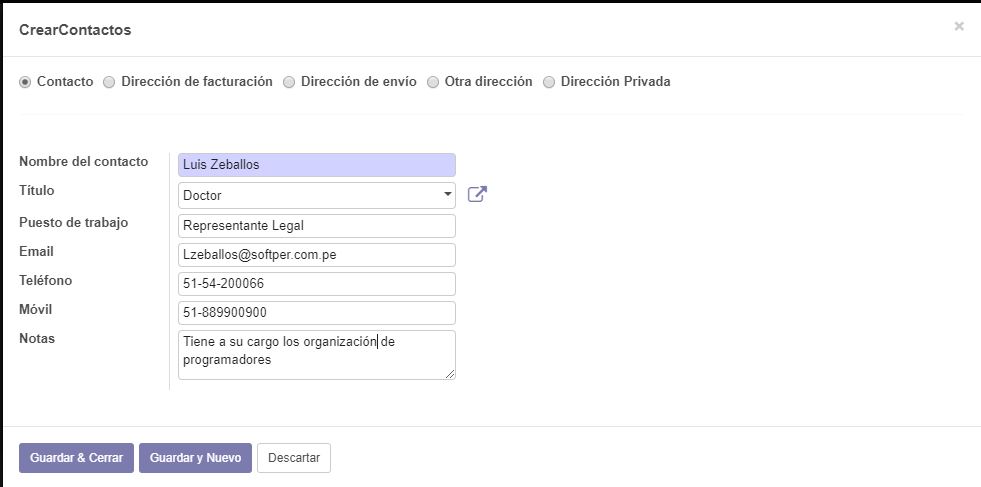 CrearContactos
×
Contacto Dirección de facturación Dirección de envío Otra dirección Dirección Privada
Nombre del contacto Luis Zeballos
Título Doctor
Puesto de trabajo Representante Legal
Email Lzeballos@softper.com.pe
Teléfono 51-54-200066
Móvil 51-889900900
Notas Tiene a su cargo los organización de
programadores
Guardar & Cerrar Guardar y Nuevo Descartar